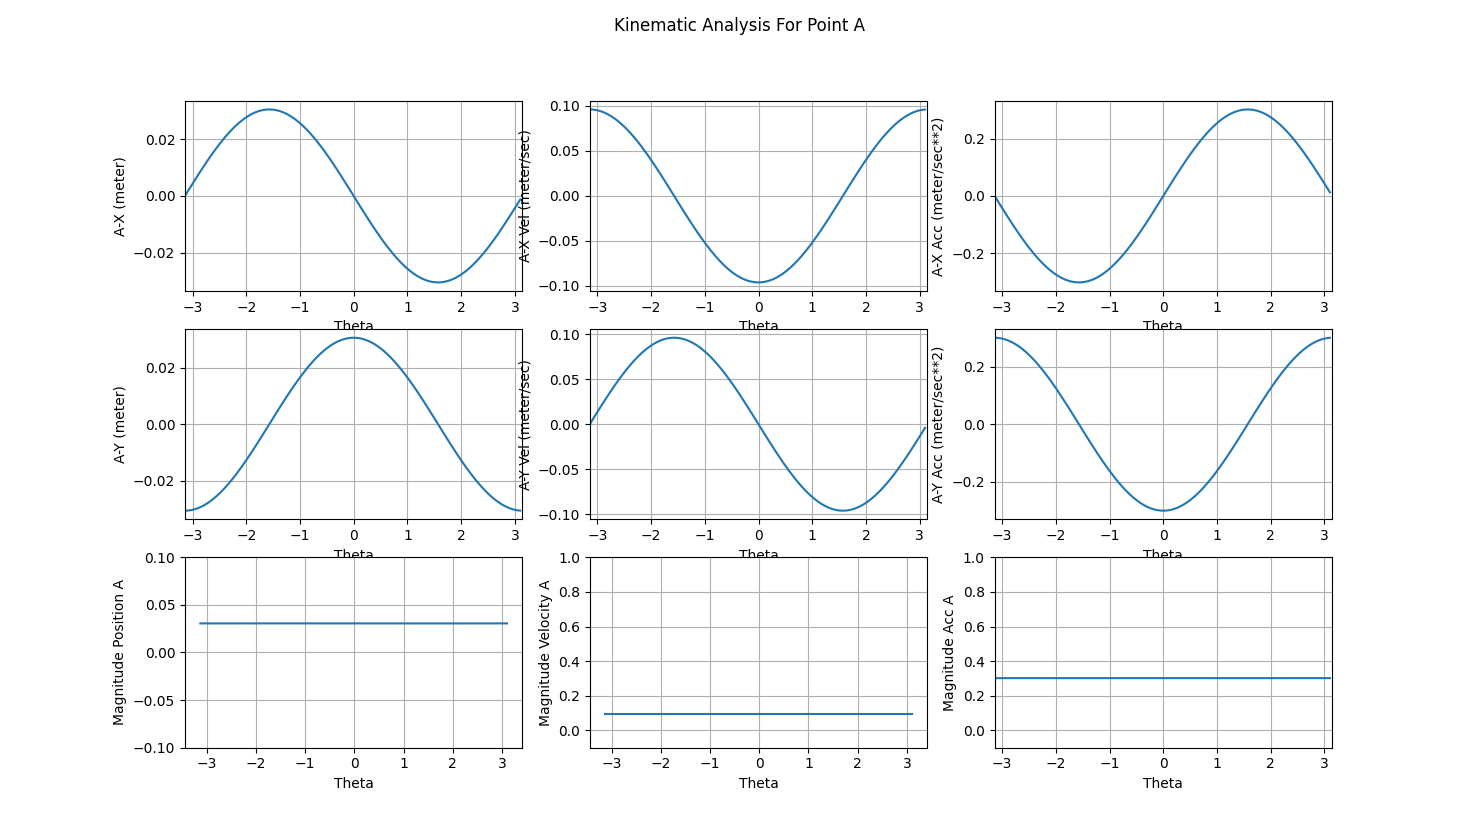 Kinematic Analysis For Point A
A-X (meter)
0.02
0.00
−0.02
−3 −2 −1 0 1 2 3
Theta
A-X Vel (meter/sec)
0.10
0.05
0.00
−0.05
−0.10
−3 −2 −1 0 1 2 3
Theta
A-X Acc (meter/sec**2)
0.2
0.0
−0.2
−3 −2 −1 0 1 2 3
Theta
A-Y (meter)
0.02
0.00
−0.02
−3 −2 −1 0 1 2 3
Theta
A-Y Vel (meter/sec)
0.10
0.05
0.00
−0.05
−0.10
−3 −2 −1 0 1 2 3
Theta
A-Y Acc (meter/sec**2)
0.2
0.0
−0.2
−3 −2 −1 0 1 2 3
Magnitude Position A
0.10
0.05
0.00
−0.05
−0.10
−3 −2 −1 0 1 2 3
Theta
Magnitude Velocity A
1.0
0.8
0.6
0.4
0.2
0.0
−3 −2 −1 0 1 2 3
Theta
Magnitude Acc A
1.0
0.8
0.6
0.4
0.2
0.0
−3 −2 −1 0 1 2 3
Theta